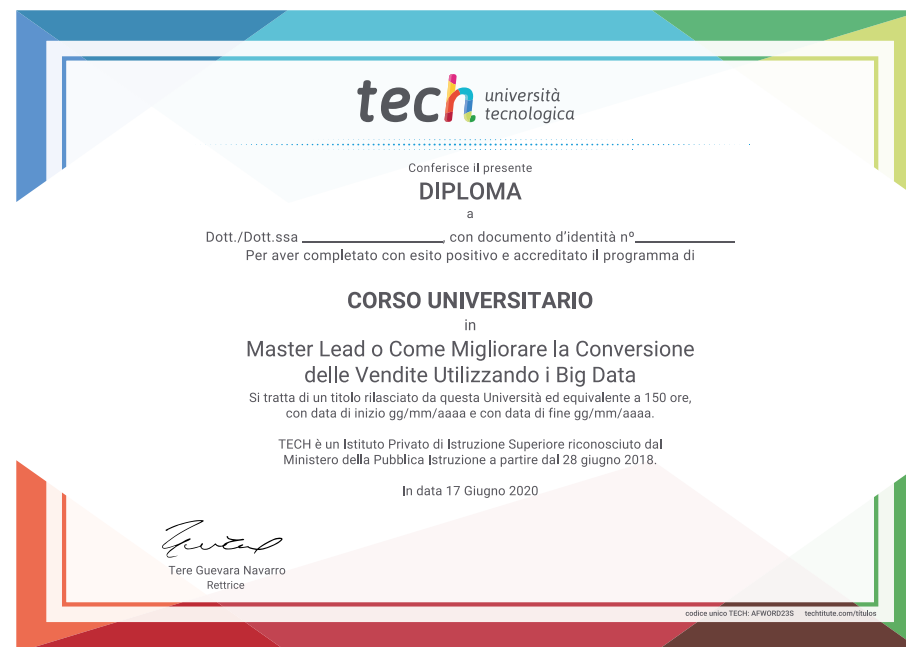 tech università
tecnologica
Conferisce il presente
DIPLOMA
a
Dott./Dott.ssa ____________________, con documento d'identità nº______________
Per aver completato con esito positivo e accreditato il programma di
CORSO UNIVERSITARIO
in
Master Lead o Come Migliorare la Conversione
delle Vendite Utilizzando i Big Data
Si tratta di un titolo rilasciato da questa Università ed equivalente a 150 ore,
con data di inizio gg/mm/aaaa e con data di fine gg/mm/aaaa.
TECH è un Istituto Privato di Istruzione Superiore riconosciuto dal
Ministero della Pubblica Istruzione a partire dal 28 giugno 2018.
In data 17 Giugno 2020
Tere Guevara Navarro
Rettrice
codice unico TECH: AFWORD23S techtitute.com/titulos